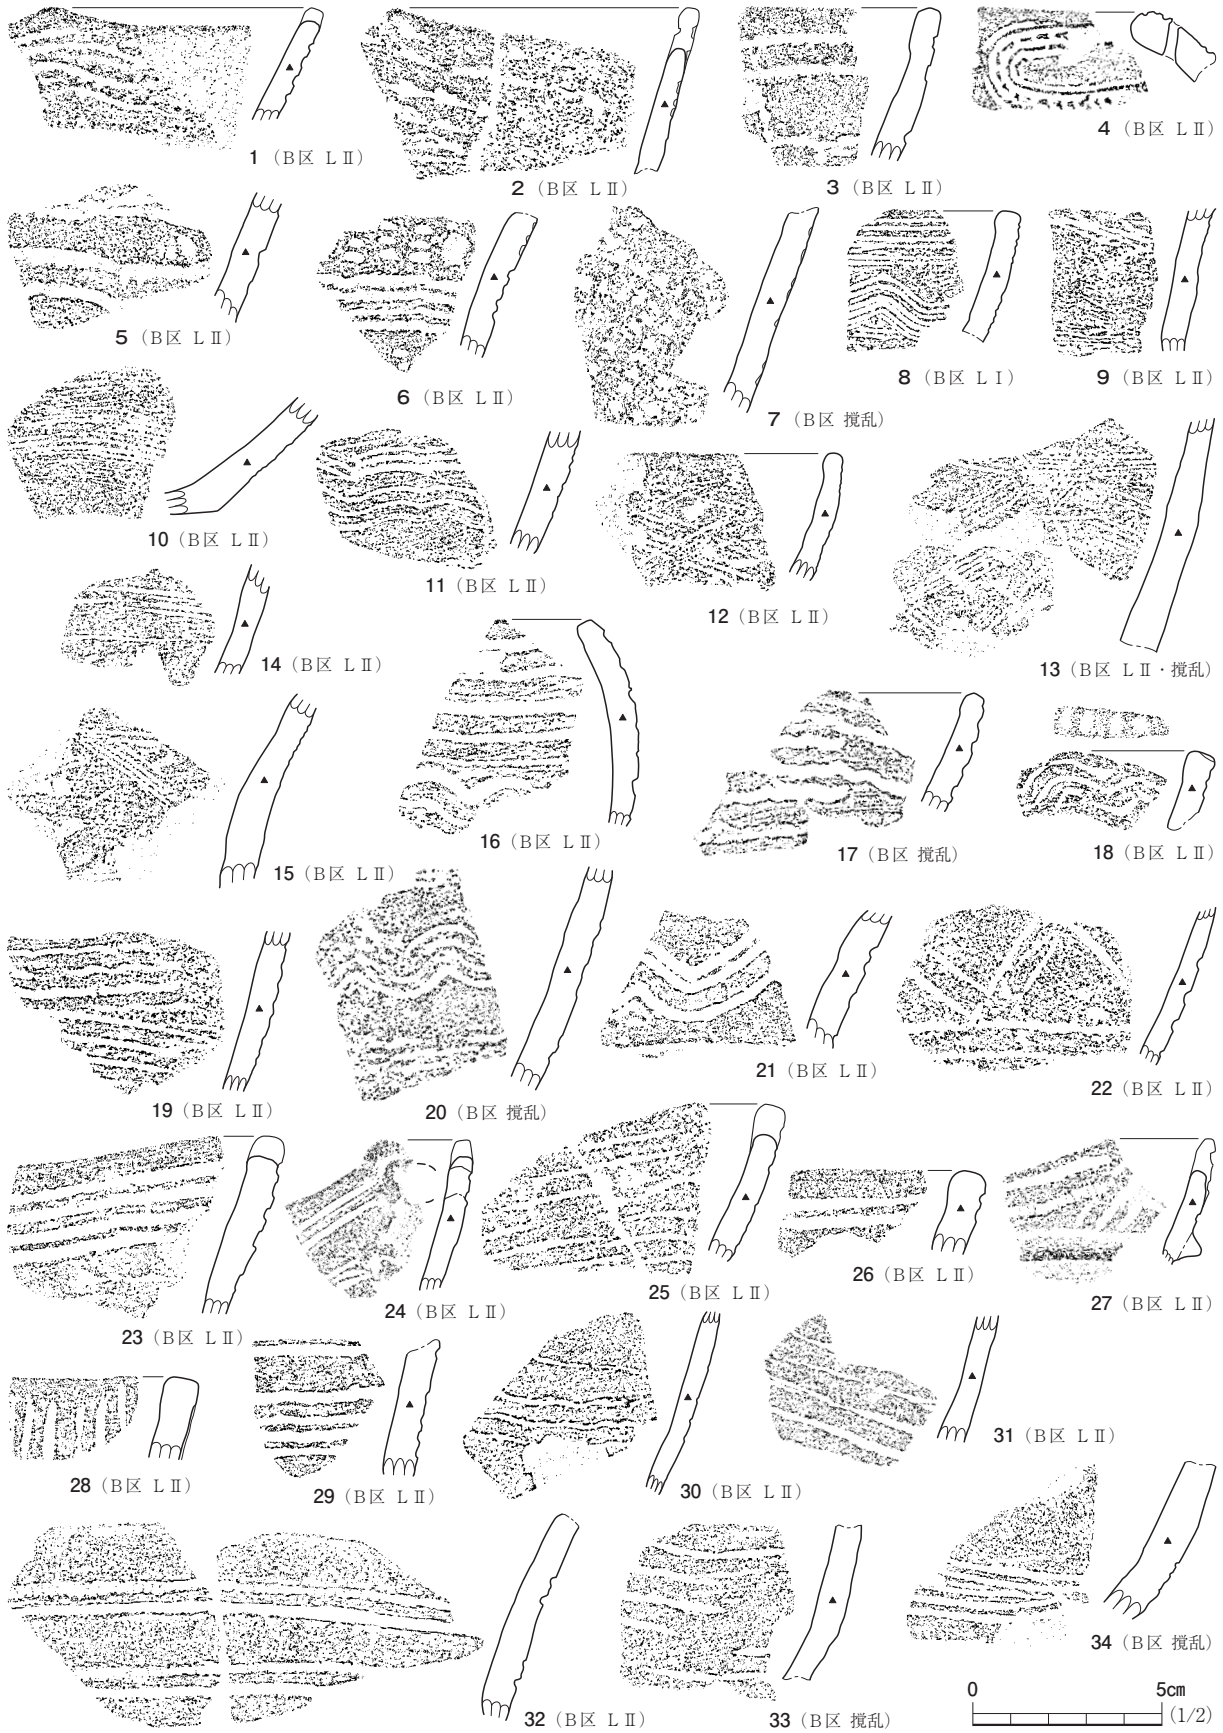 1（B区 LⅡ）
2（B区 LⅡ）
3（B区 LⅡ）
4（B区 LⅡ）
5（B区 LⅡ）
6（B区 LⅡ）
7（B区 撹乱）
8（B区 LⅠ）
9（B区 LⅡ）
10（B区 LⅡ）
11（B区 LⅡ）
12（B区 LⅡ）
13（B区 LⅡ・撹乱）
14（B区 LⅡ）
15（B区 LⅡ）
16（B区 LⅡ）
17（B区 撹乱）
18（B区 LⅡ）
19（B区 LⅡ）
20（B区 撹乱）
21（B区 LⅡ）
22（B区 LⅡ）
23（B区 LⅡ）
24（B区 LⅡ）
25（B区 LⅡ）
26（B区 LⅡ）
27（B区 LⅡ）
28（B区 LⅡ）
29（B区 LⅡ）
30（B区 LⅡ）
31（B区 LⅡ）
32（B区 LⅡ）
33（B区 撹乱）
34（B区 撹乱）
0 5cm
(1/2)